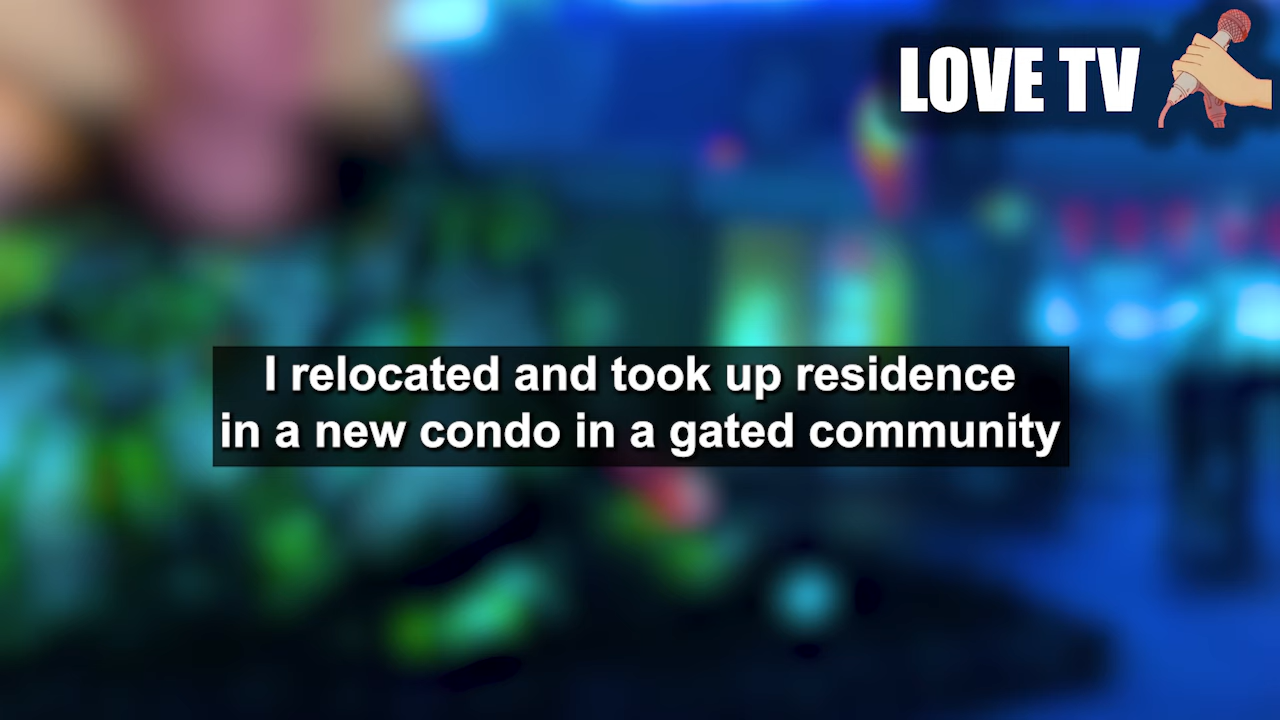 LOVE TV
I relocated and took up residence
in a new condo in a gated community